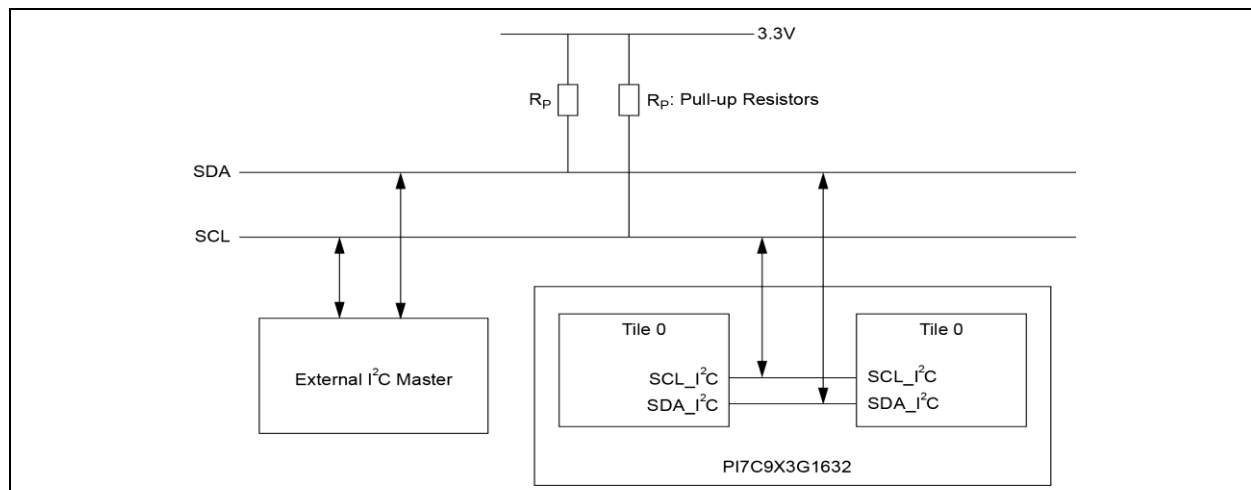 3.3V
R_P R_P: Pull-up Resistors
SDA
SCL
Tile 0 Tile 0
External I²C Master
SCL_I²C SCL_I²C
SDA_I²C SDA_I²C
PI7C9X3G1632